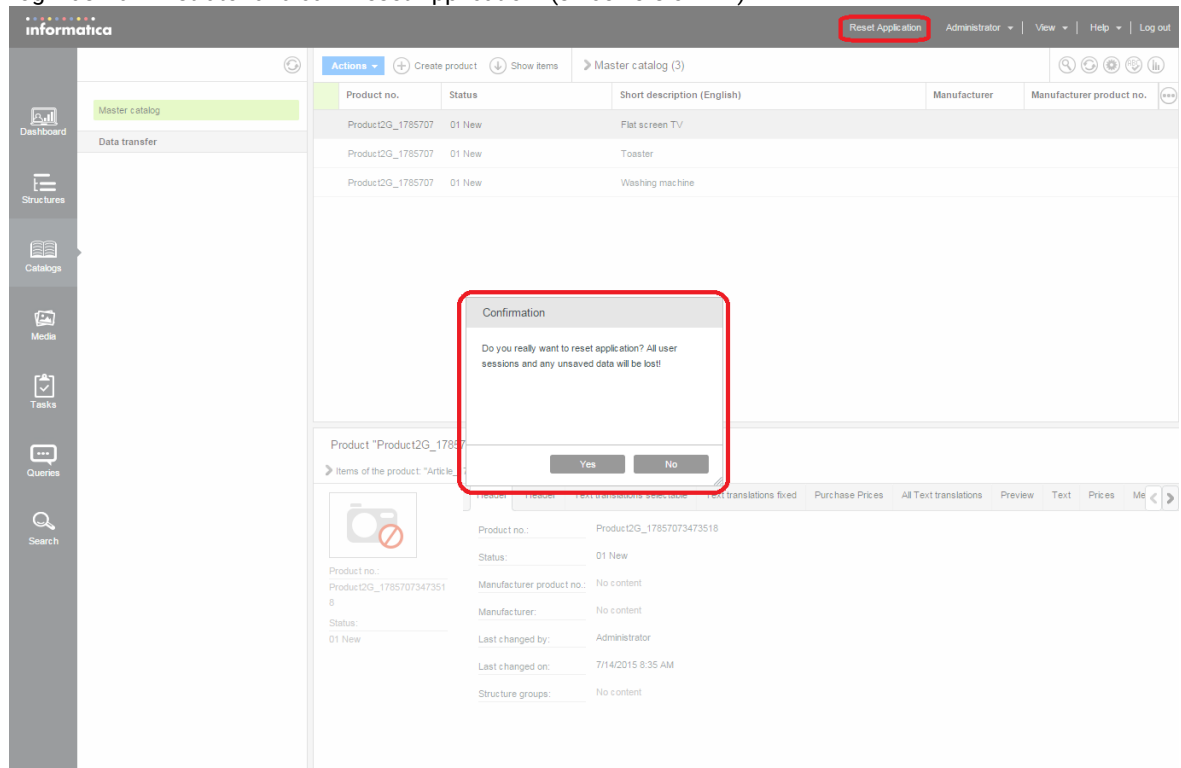 informatica
Reset Application Administrator View Help Log out
Actions Create product Show items Master catalog (3)
Product no. Status Short description (English) Manufacturer Manufacturer product no.
Master catalog
Data transfer
Dashboard
Structures
Catalogs
Media
Tasks
Queries
Search
Product2G_1785707 01 New Flat screen TV
Product2G_1785707 01 New Toaster
Product2G_1785707 01 New Washing machine
Confirmation
Do you really want to reset application? All user
sessions and any unsaved data will be lost!
Yes No
Product "Product2G_17857
Items of the product: "Article_
Header Header Text translations selectable Text translations fixed Purchase Prices All Text translations Preview Text Prices Me
Product no.:
Product2G_1785707347351
8
Status:
01 New
Product no.: Product2G_17857073473518
Status: 01 New
Manufacturer product no.: No content
Manufacturer: No content
Last changed by: Administrator
Last changed on: 7/14/2015 8:35 AM
Structure groups: No content